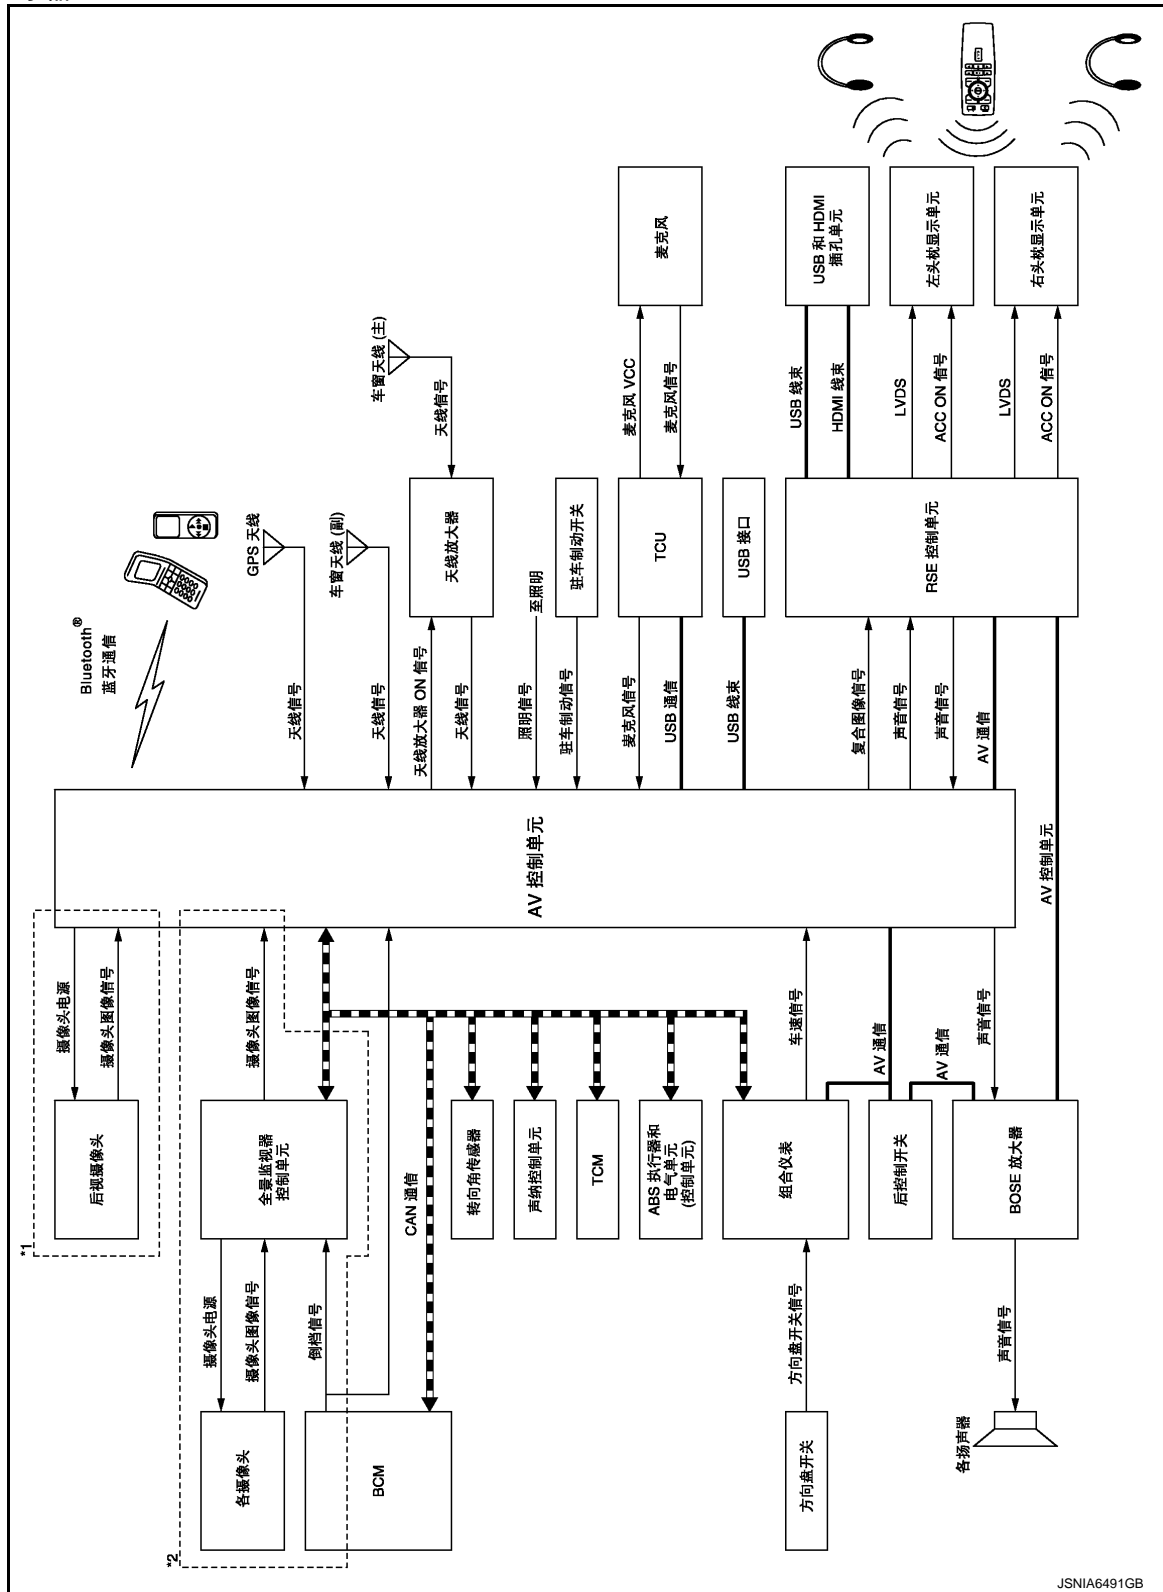 *1
后视摄像头
摄像头电源
摄像头图像信号
*2
各摄像头
摄像头电源
摄像头图像信号
全景监视器
控制单元
摄像头图像信号
BCM
倒档信号
CAN 通信
转向角传感器
声纳控制单元
TCM
ABS 执行器和
电气单元
(控制单元)
方向盘开关
方向盘开关信号
组合仪表
车速信号
后控制开关
AV 通信
AV 通信
BOSE 放大器
声音信号
声音信号
各扬声器
AV 控制单元
AV 控制单元
Bluetooth®
蓝牙通信
GPS 天线
天线信号
车窗天线 (副)
天线信号
车窗天线 (主)
天线信号
天线放大器
天线放大器 ON 信号
天线信号
至照明
照明信号
驻车制动开关
驻车制动信号
麦克风
麦克风 VCC
麦克风信号
TCU
麦克风信号
USB 通信
USB 接口
USB 线束
USB 和 HDMI
插孔单元
USB 线束
HDMI 线束
左头枕显示单元
LVDS
ACC ON 信号
右头枕显示单元
LVDS
ACC ON 信号
RSE 控制单元
复合图像信号
声音信号
声音信号
AV 通信
JSNIA6491GB